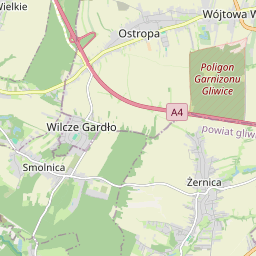 Wielkie
Wójtowa W
Ostropa
Poligon
Garnizonu
Gliwice
A4
Wilcze Gardło
powiat gliw
Smolnica
Żernica